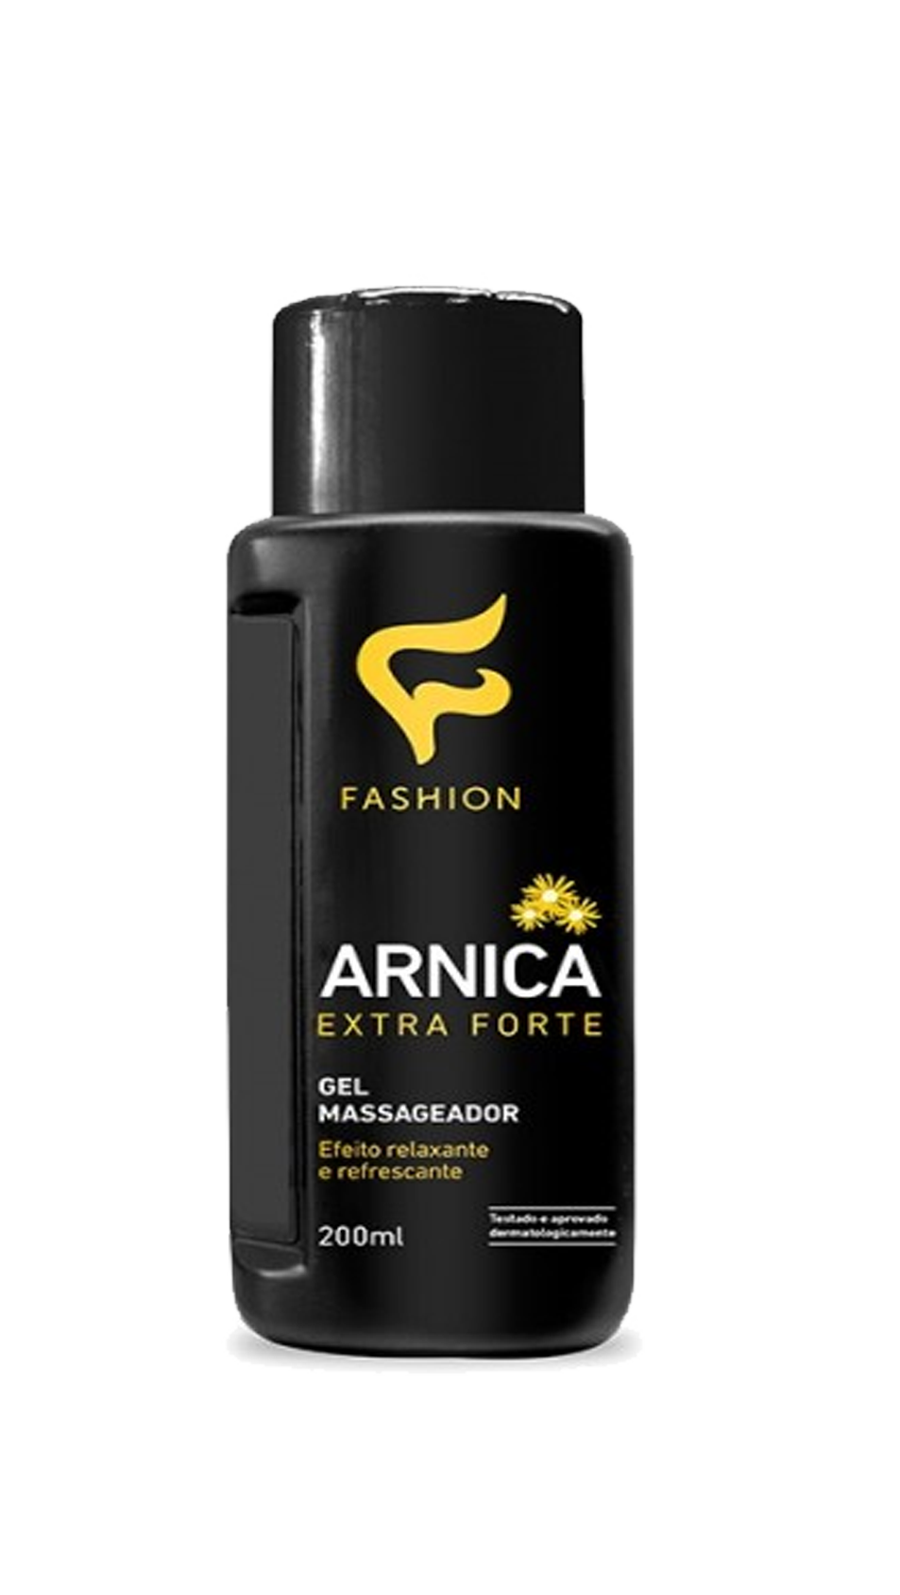 FASHION
ARNICA
EXTRA FORTE
GEL
MASSAGEADOR
Efeito relaxante
e refrescante
200ml
Testado e aprovado
dermatologicamente